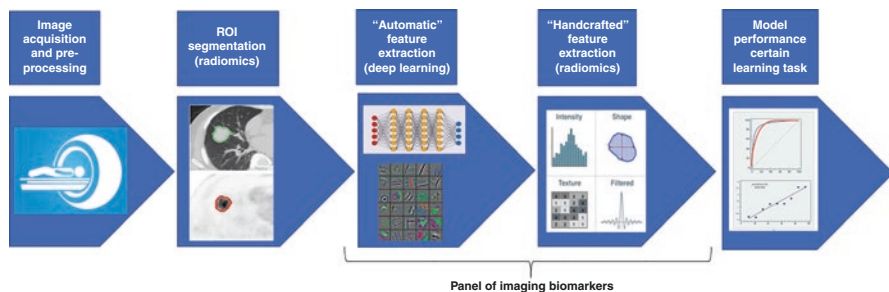 Image
acquisition
and pre-
processing
ROI
segmentation
(radiomics)
“Automatic”
feature
extraction
(deep learning)
“Handcrafted”
feature
extraction
(radiomics)
Model
performance
certain
learning task
Intensity
Shape
Texture
Filtered
Panel of imaging biomarkers